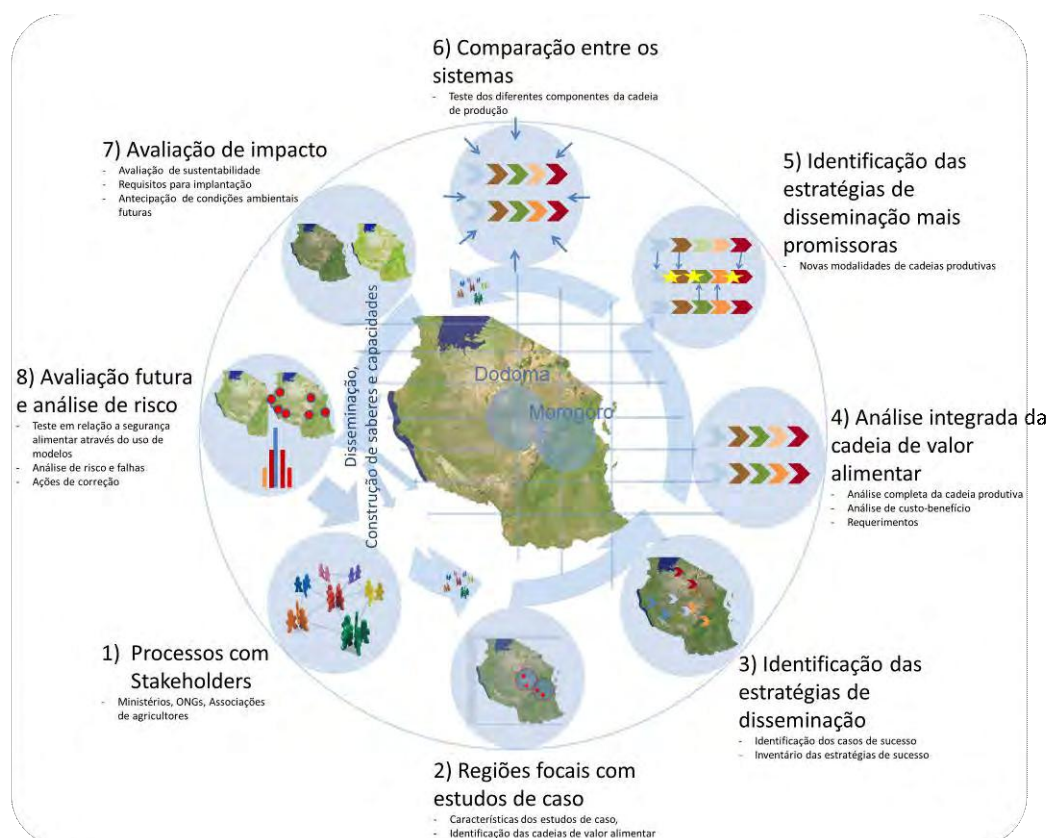 6) Comparação entre os
sistemas
- Teste dos diferentes componentes da cadeia
de produção
7) Avaliação de impacto
- Avaliação de sustentabilidade
- Requisitos para implantação
- Antecipação de condições ambientais
futuras
5) Identificação das
estratégias de
disseminação mais
promissoras
- Novas modalidades de cadeias produtivas
8) Avaliação futura
e análise de risco
- Teste em relação a segurança
alimentar através do uso de
modelos
- Análise de risco e falhas
- Ações de correção
Disseminação,
Construção de saberes e capacidades
Dodoma
Morogoro
4) Análise integrada da
cadeia de valor
alimentar
- Análise completa da cadeia produtiva
- Análise de custo-benefício
- Requerimentos
1) Processos com
Stakeholders
- Ministérios, ONGs, Associações
de agricultores
3) Identificação das
estratégias de
disseminação
- Identificação dos casos de sucesso
- Inventário das estratégias de sucesso
2) Regiões focais com
estudos de caso
- Características dos estudos de caso,
- Identificação das cadeias de valor alimentar